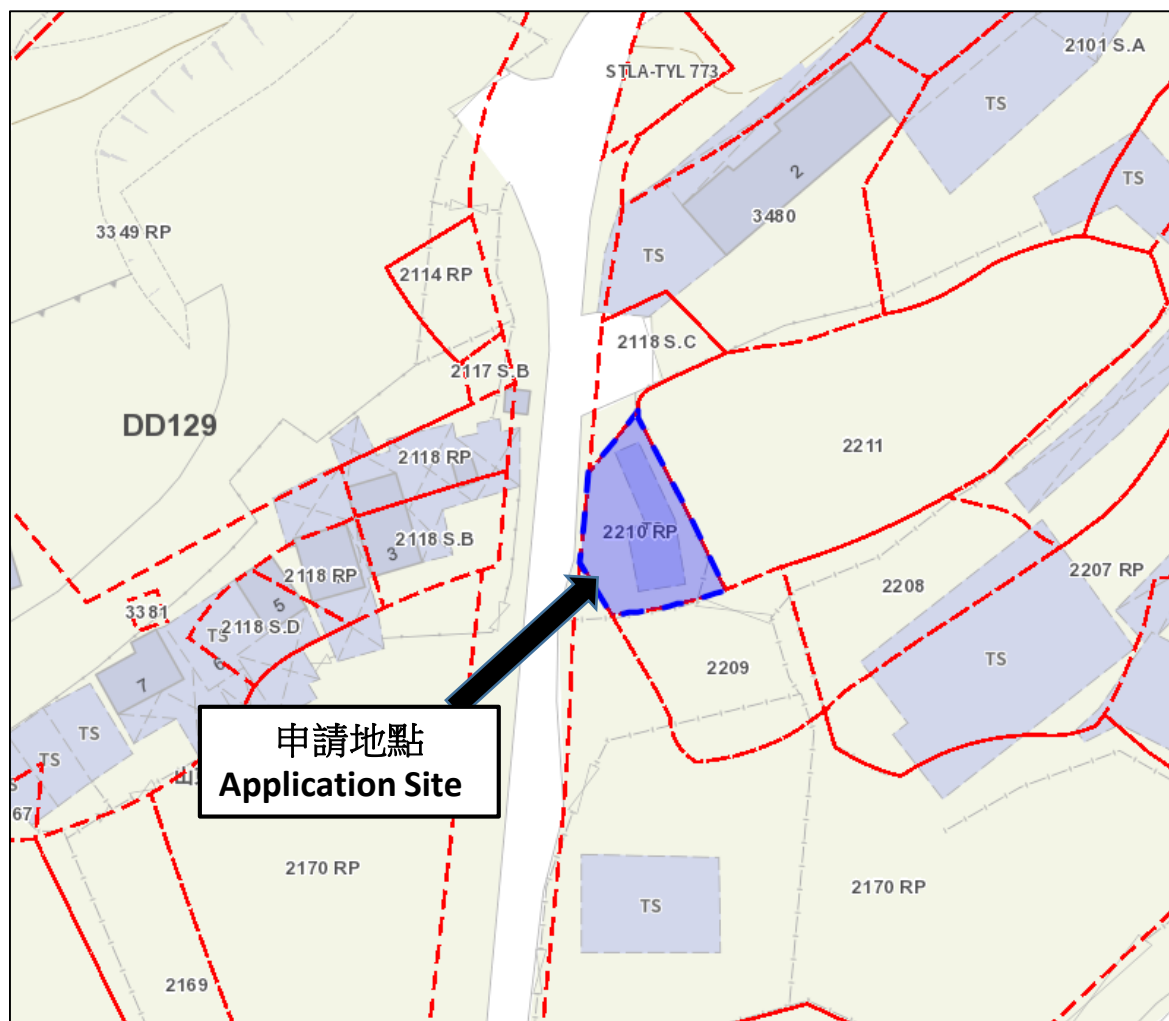 2101 S.A
STLA-TYL 773
TS
2
TS
3480
3349 RP
TS
2114 RP
2118 S.C
2117 S.B
DD129
2118 RP
2211
2210 RP
3
2118 S.B
2118 RP
2208
2207 RP
5
3381
TS
2118 S.D
6
7
2209
TS
TS
TS
申請地點
Application Site
67
2170 RP
2170 RP
TS
2169